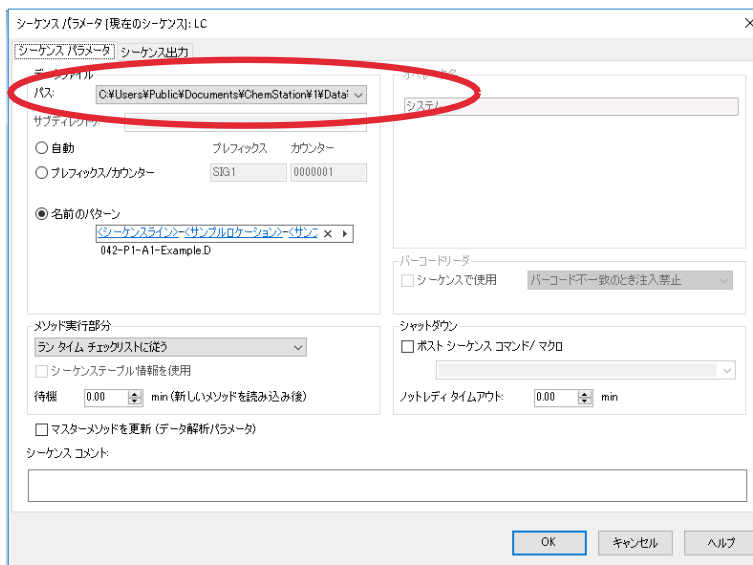 シーケンス パラメータ [現在のシーケンス]: LC
シーケンス パラメータ
シーケンス出力
データファイル
パス:
C:¥Users¥Public¥Documents¥ChemStation¥1¥Data¥
サブディレクトリ:
自動
プレフィックス
カウンター
プレフィックス/カウンター
SIG1
0000001
名前のパターン
<シーケンスライン>-<サンプルロケーション>-<サンプ
042-P1-A1-Example.D
オペレータ名
システム
バーコードリーダ
シーケンスで使用
バーコード不一致のとき注入禁止
メソッド実行部分
ラン タイム チェックリストに従う
シーケンステーブル情報を使用
待機
0.00
min (新しいメソッドを読み込み後)
シャットダウン
ポスト シーケンス コマンド/ マクロ
ノットレディ タイムアウト:
0.00
min
マスターメソッドを更新 (データ解析パラメータ)
シーケンス コメント:
OK
キャンセル
ヘルプ